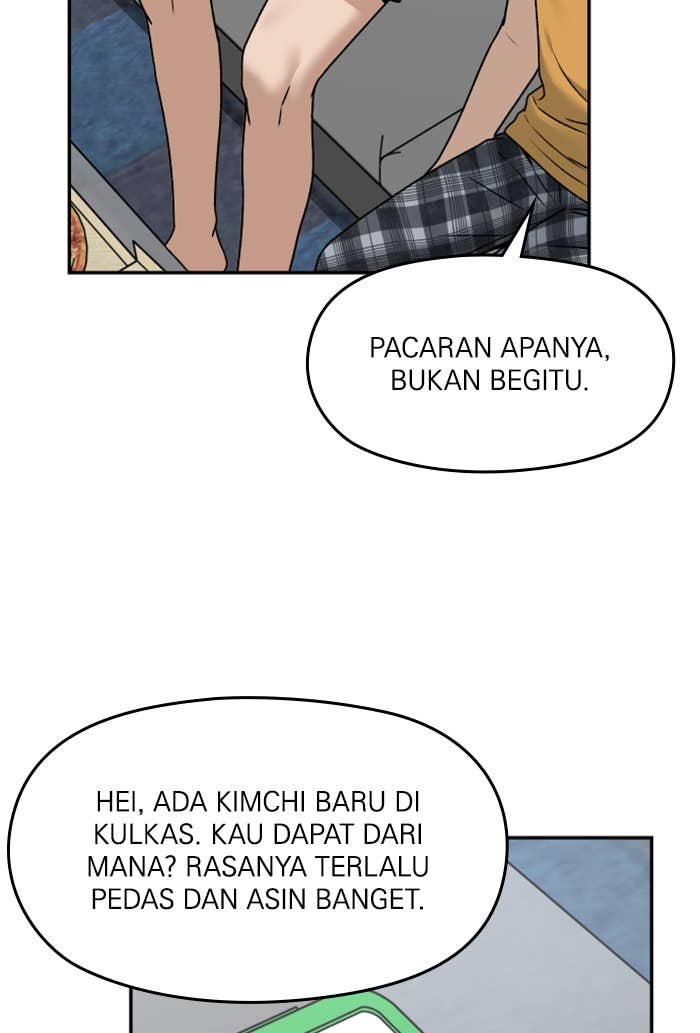 PACARAN APANYA,
BUKAN BEGITU.
HEI, ADA KIMCHI BARU DI
KULKAS. KAU DAPAT DARI
MANA? RASANYA TERLALU
PEDAS DAN ASIN BANGET.